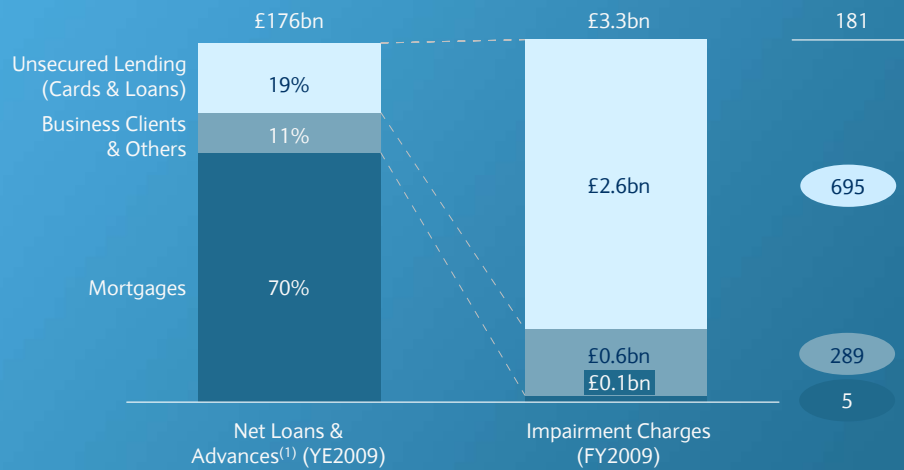 £176bn
£3.3bn
181
Unsecured Lending
(Cards & Loans)
19%
Business Clients
& Others
11%
£2.6bn
695
Mortgages
70%
£0.6bn
289
£0.1bn
5
Net Loans &
Advances(1) (YE2009)
Impairment Charges
(FY2009)